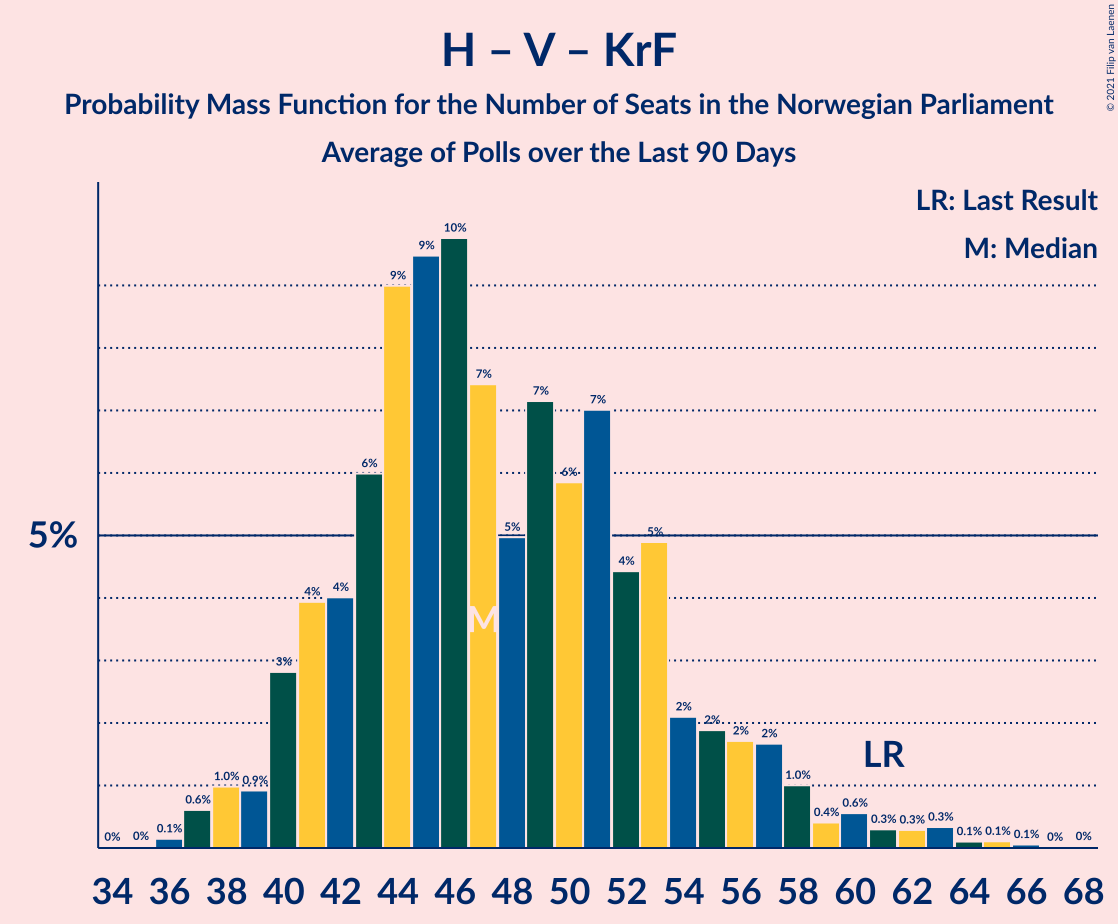 H – V – KrF
Probability Mass Function for the Number of Seats in the Norwegian Parliament
Average of Polls over the Last 90 Days
© 2021 Filip van Laenen
LR: Last Result
M: Median
5%
0% 0% 0.1% 0.6% 1.0% 0.9% 3% 4% 4% 6% 9% 9% 10% 7% 5% 7% 6% 7% 4% 5% 2% 2% 2% 2% 1.0% 0.4% 0.6% 0.3% 0.3% 0.3% 0.1% 0.1% 0.1% 0% 0%
M
LR
34 36 38 40 42 44 46 48 50 52 54 56 58 60 62 64 66 68